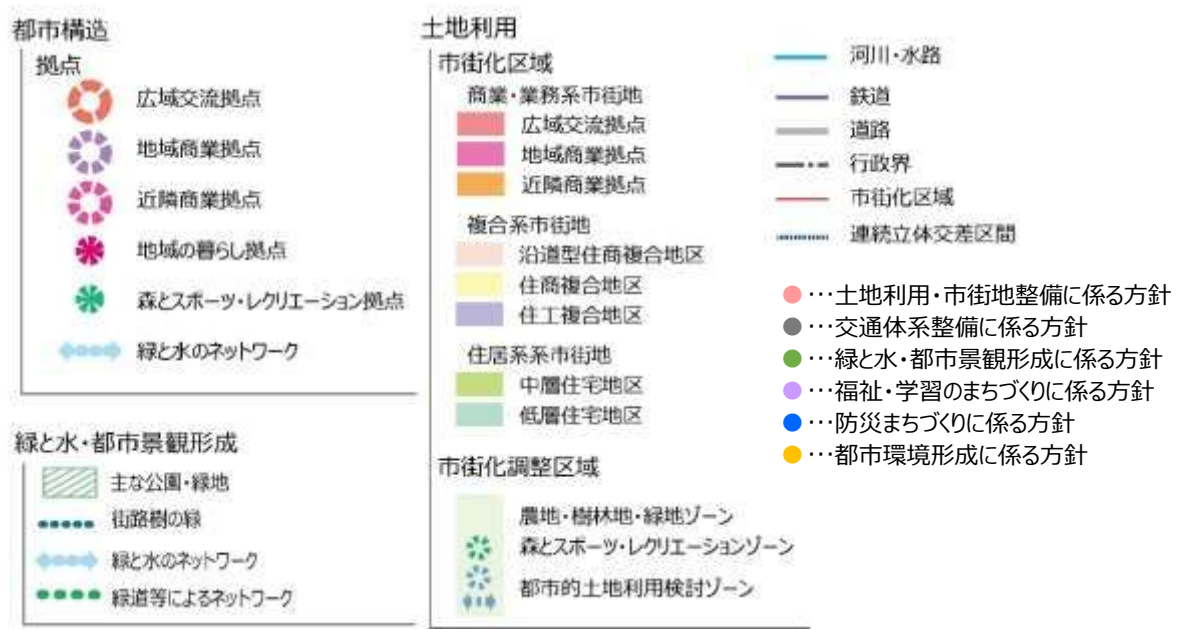 都市構造
拠点
広域交流拠点
地域商業拠点
近隣商業拠点
地域の暮らし拠点
森とスポーツ・レクリエーション拠点
緑と水のネットワーク
緑と水・都市景観形成
主な公園・緑地
街路樹の緑
緑と水のネットワーク
緑道等によるネットワーク
土地利用
市街化区域
商業・業務系市街地
広域交流拠点
地域商業拠点
近隣商業拠点
複合系市街地
沿道型住商複合地区
住商複合地区
住工複合地区
住居系系市街地
中層住宅地区
低層住宅地区
市街化調整区域
農地・樹林地・緑地ゾーン
森とスポーツ・レクリエーションゾーン
都市的土地利用検討ゾーン
河川・水路
鉄道
道路
行政界
市街化区域
連続立体交差区間
●…土地利用・市街地整備に係る方針
●…交通体系整備に係る方針
●…緑と水・都市景観形成に係る方針
●…福祉・学習のまちづくりに係る方針
●…防災まちづくりに係る方針
●…都市環境形成に係る方針